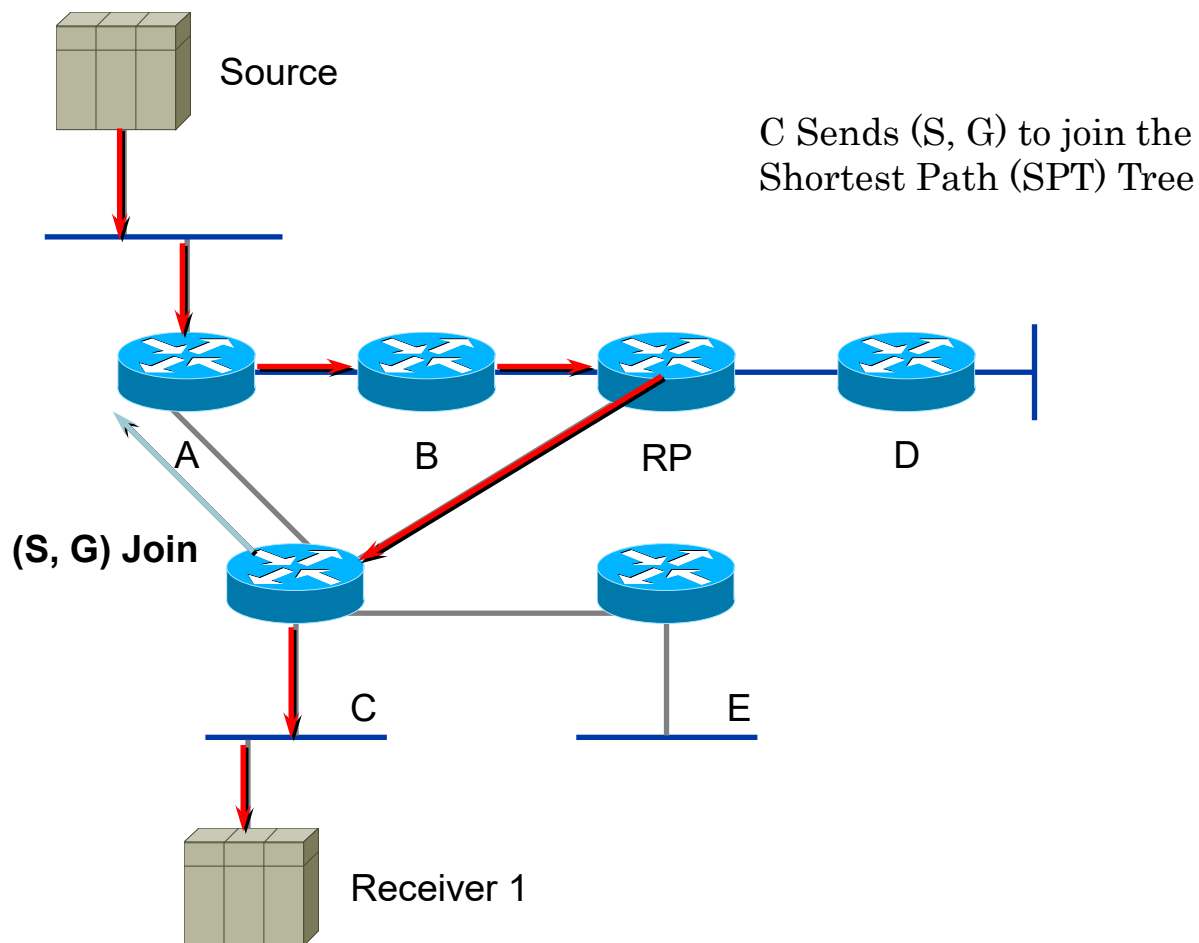 Source
C Sends (S, G) to join the
Shortest Path (SPT) Tree
A
B
RP
D
(S, G) Join
C
E
Receiver 1